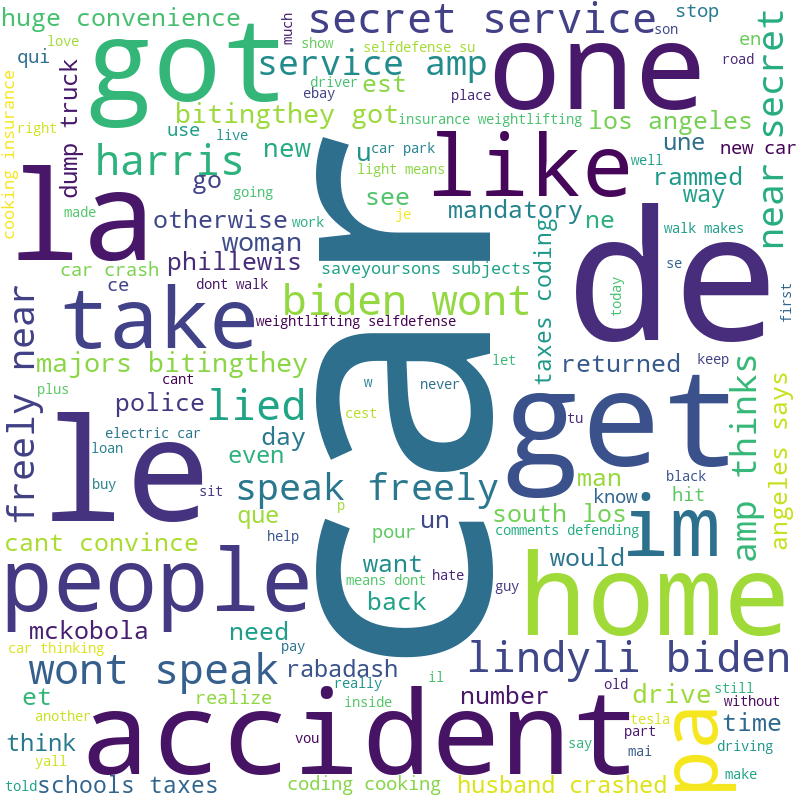 huge convenience
got
much
secret service
stop
son
love
show
selfdefense su
qui
service amp
one
en
road
secret
near
cooking insurance
dump truck
driver
ebay
est
place
right
bitingthey got
insurance weightlifting
los angeles
use
live
car park
une
new car
harris
new
u
like
well
rammed
la
go
going
light means
see
way
made
otherwise
work
je
mandatory
ne
walk makes
woman
phillewis
car
taxes coding
car crash
saveyoursons subjects
se
de
ce
dont walk
today
first
take
biden wont
freely near
weightlifting selfdefense
majors bitingthey
let
returned
keep
amp thinks
angeles says
cant
w
never
plus
police
lied
le
get
cest
tu
electric car
day
loan
even
black
buy
sit
speak freely
man
know
hit
p
que
un
south los
im
cant convince
help
pour
comments defending
want
would
people
means dont
hate
guy
home
back
mckobola
need
car thinking
pay
lindyli biden
wont speak
rabadash
il
really
old
et
realize
inside
number
drive
still
without
another
accident
tesla
pa
time
part
think
vou
mai
driving
yall
say
make
told
schools taxes
coding cooking
husband crashed